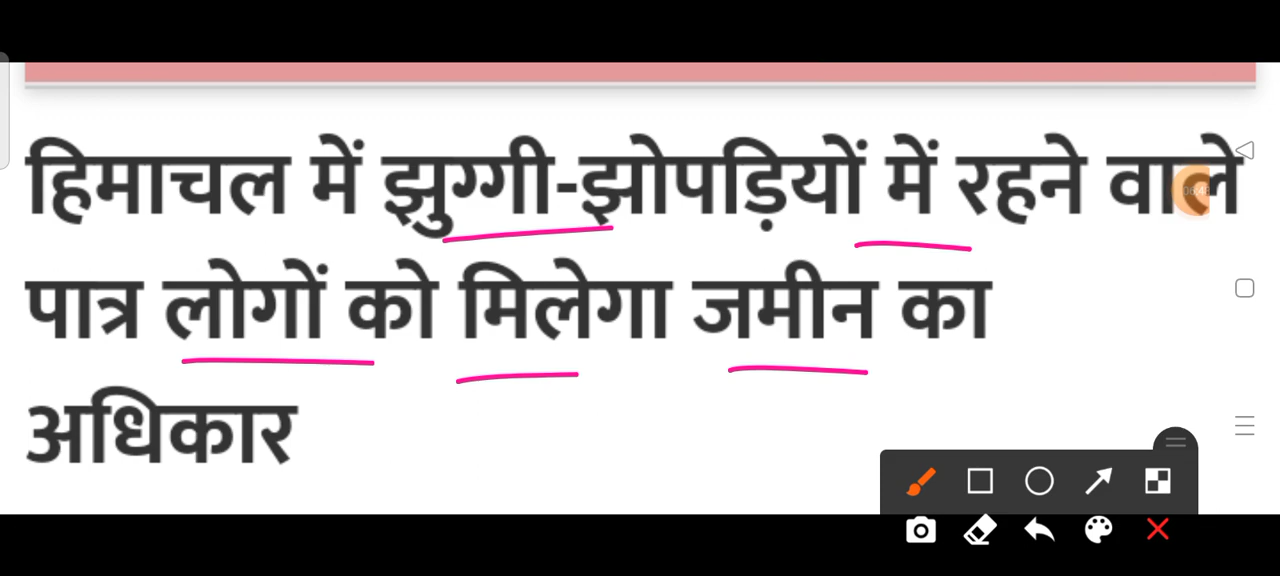 हिमाचल में झुग्गी-झोपड़ियों में रहने वाले
पात्र लोगों को मिलेगा जमीन का
अधिकार